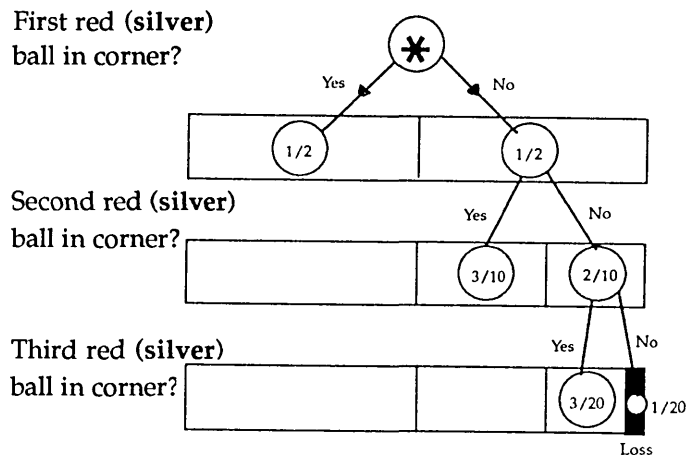 First red (silver)
ball in corner?
*
Yes
No
1/2
1/2
Second red (silver)
ball in corner?
Yes
No
3/10
2/10
Third red (silver)
ball in corner?
Yes
No
3/20
1/20
Loss